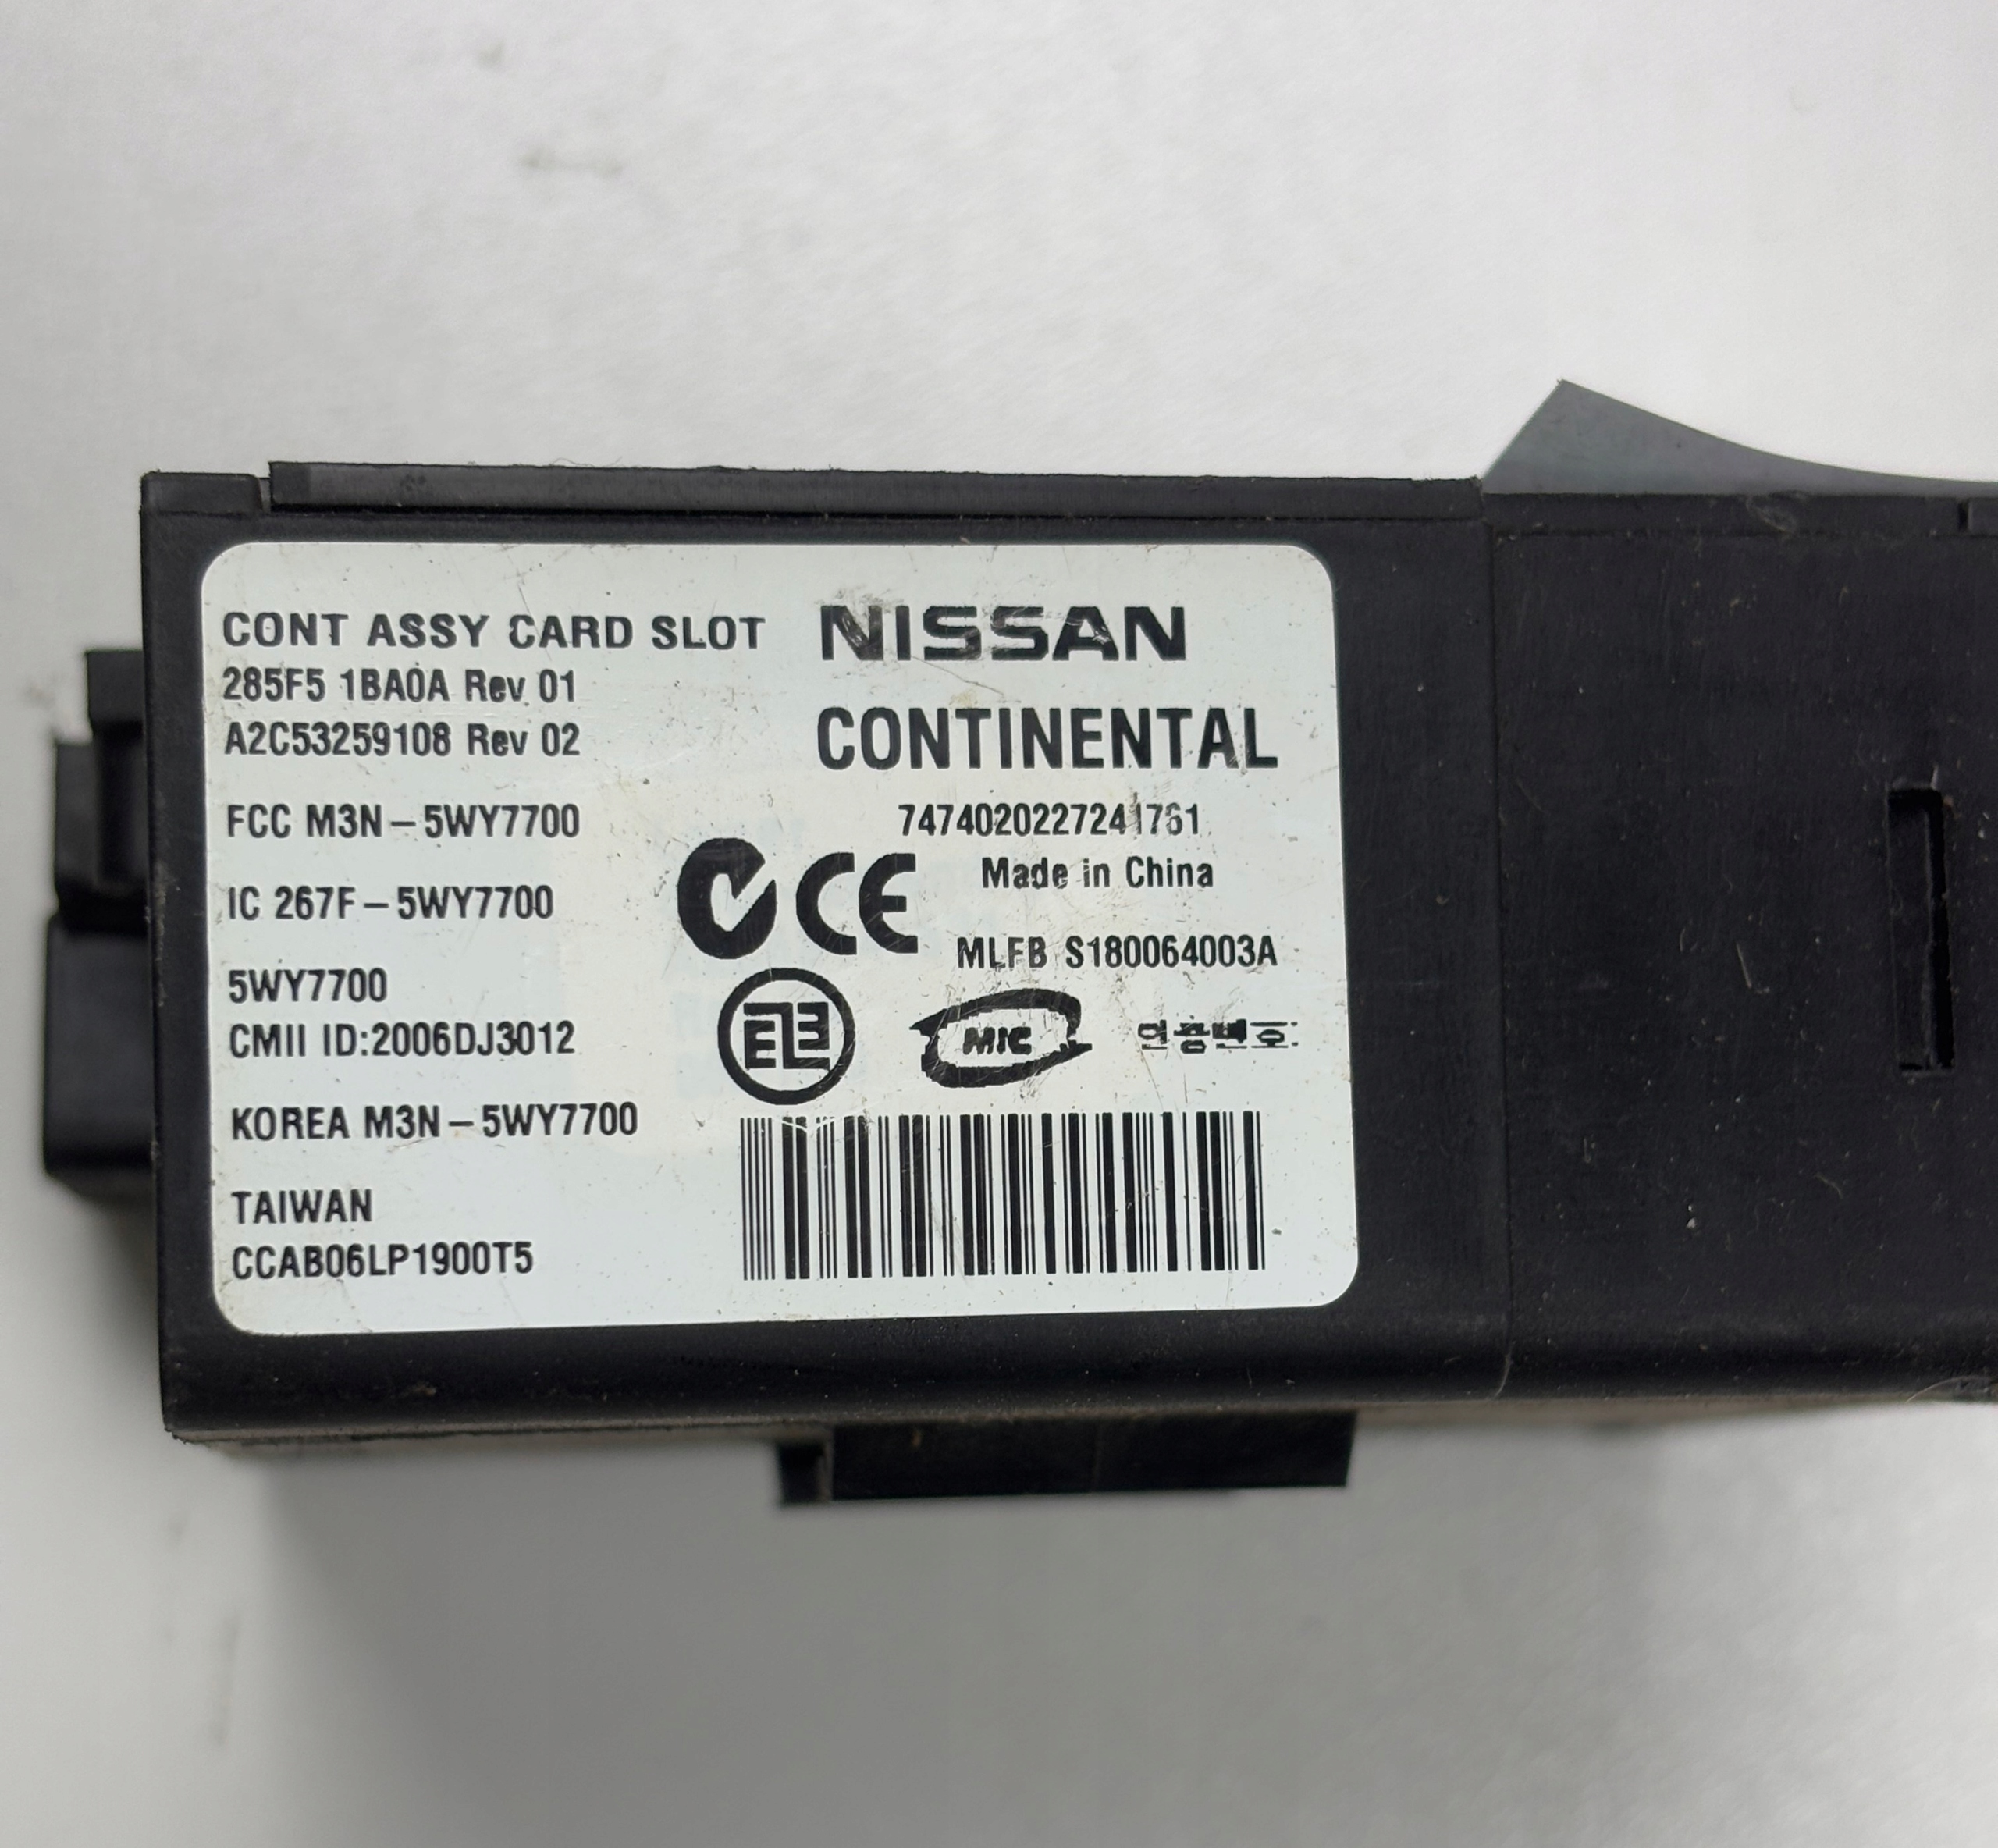 CONT ASSY CARD SLOT
285F5 1BA0A Rev 01
A2C53259108 Rev 02
FCC M3N-5WY7700
IC 267F-5WY7700
5WY7700
CMII ID:2006DJ3012
KOREA M3N-5WY7700
TAIWAN
CCAB06LP1900T5
NISSAN
CONTINENTAL
7474020227241761
Made in China
CE
MLFB S180064003A
MIC